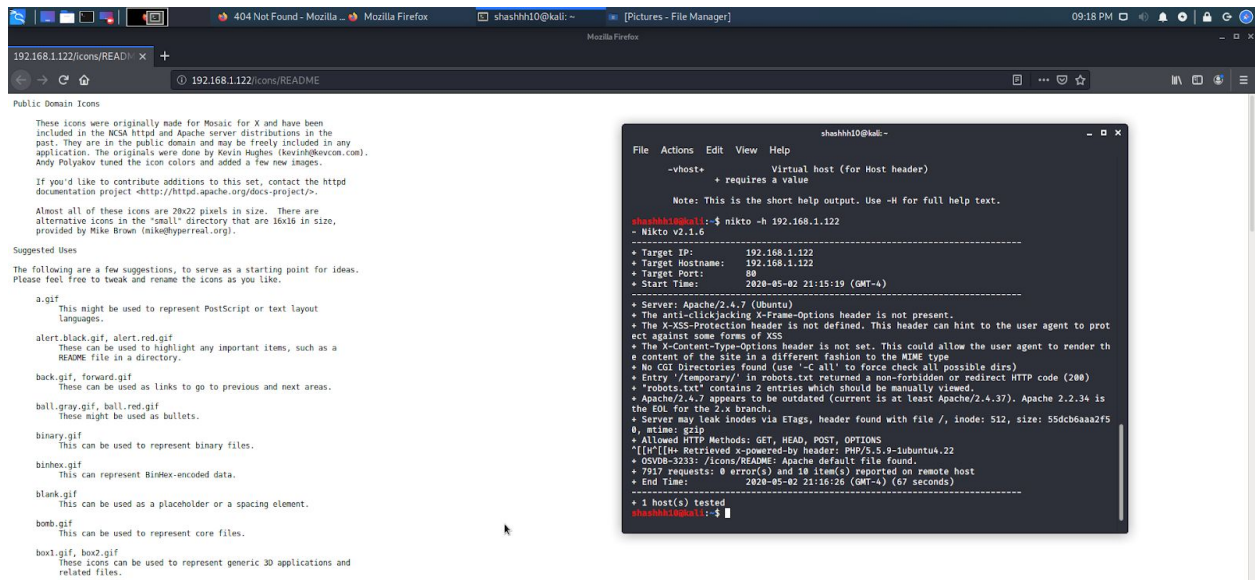 404 Not Found - Mozilla ... Mozilla Firefox
shashhh10@kali: ~
[Pictures - File Manager]
09:18 PM
Mozilla Firefox
192.168.1.122/icons/READM
192.168.1.122/icons/README
Public Domain Icons
These icons were originally made for Mosaic for X and have been
included in the NCSA httpd and Apache server distributions in the
past. They are in the public domain and may be freely included in any
application. The originals were done by Kevin Hughes (kevinh@kevcom.com).
Andy Polyakov tuned the icon colors and added a few new images.
If you'd like to contribute additions to this set, contact the httpd
documentation project <http://httpd.apache.org/docs-project/>.
Almost all of these icons are 20x22 pixels in size. There are
alternative icons in the "small" directory that are 16x16 in size,
provided by Mike Brown (mike@hyperreal.org).
Suggested Uses
The following are a few suggestions, to serve as a starting point for ideas.
Please feel free to tweak and rename the icons as you like.
a.gif
This might be used to represent PostScript or text layout
languages.
alert.black.gif, alert.red.gif
These can be used to highlight any important items, such as a
README file in a directory.
back.gif, forward.gif
These can be used as links to go to previous and next areas.
ball.gray.gif, ball.red.gif
These might be used as bullets.
binary.gif
This can be used to represent binary files.
binhex.gif
This can represent BinHex-encoded data.
blank.gif
This can be used as a placeholder or a spacing element.
bomb.gif
This can be used to represent core files.
box1.gif, box2.gif
These icons can be used to represent generic 3D applications and
related files.
shashhh10@kali: ~
File Actions Edit View Help
-vhost+ Virtual host (for Host header)
+ requires a value
Note: This is the short help output. Use -H for full help text.
shashhh10@kali:~$ nikto -h 192.168.1.122
- Nikto v2.1.6
---------------------------------------------------------------------------
+ Target IP: 192.168.1.122
+ Target Hostname: 192.168.1.122
+ Target Port: 80
+ Start Time: 2020-05-02 21:15:19 (GMT-4)
---------------------------------------------------------------------------
+ Server: Apache/2.4.7 (Ubuntu)
+ The anti-clickjacking X-Frame-Options header is not present.
+ The X-XSS-Protection header is not defined. This header can hint to the user agent to prot
ect against some forms of XSS
+ The X-Content-Type-Options header is not set. This could allow the user agent to render th
e content of the site in a different fashion to the MIME type
+ No CGI Directories found (use '-C all' to force check all possible dirs)
+ Entry '/temporary/' in robots.txt returned a non-forbidden or redirect HTTP code (200)
+ "robots.txt" contains 2 entries which should be manually viewed.
+ Apache/2.4.7 appears to be outdated (current is at least Apache/2.4.37). Apache 2.2.34 is
the EOL for the 2.x branch.
+ Server may leak inodes via ETags, header found with file /, inode: 512, size: 55dcb6aaa2f5
0, mtime: gzip
+ Allowed HTTP Methods: GET, HEAD, POST, OPTIONS
^[[H^[[H+ Retrieved x-powered-by header: PHP/5.5.9-1ubuntu4.22
+ OSVDB-3233: /icons/README: Apache default file found.
+ 7917 requests: 0 error(s) and 10 item(s) reported on remote host
+ End Time: 2020-05-02 21:16:26 (GMT-4) (67 seconds)
---------------------------------------------------------------------------
+ 1 host(s) tested
shashhh10@kali:~$